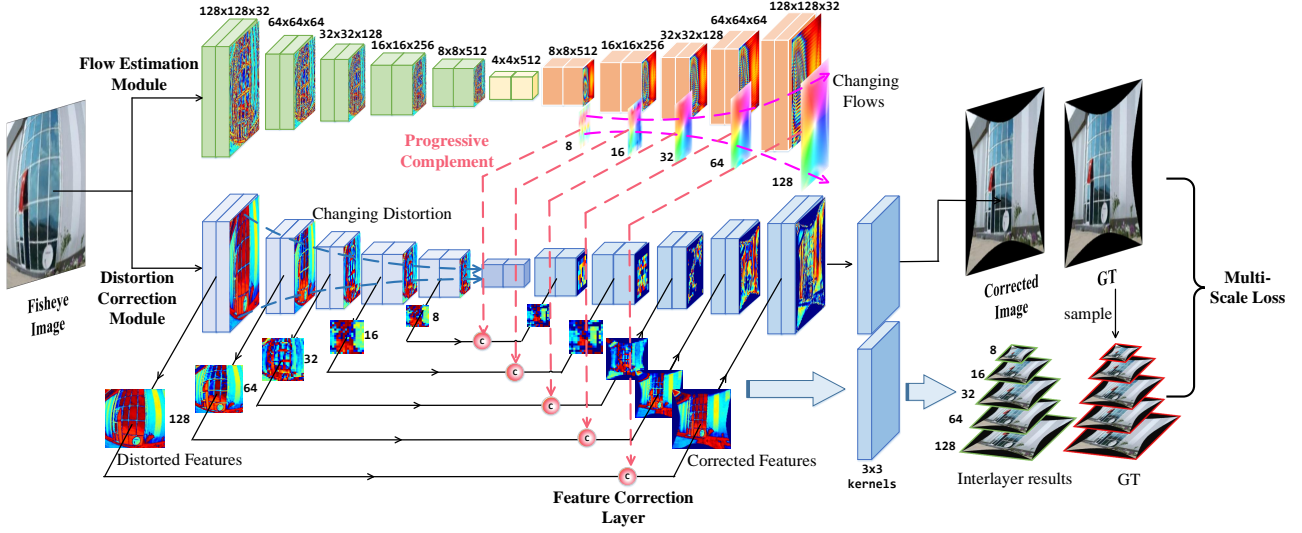 128x128x32
64x64x64
32x32x128
16x16x256
8x8x512
4x4x512
8x8x512
16x16x256
32x32x128
64x64x64
128x128x32
Flow Estimation
Module
Changing
Flows
Progressive
Complement
8
16
32
64
128
Fisheye
Image
Changing Distortion
Distortion
Correction
Module
8
16
32
64
128
c
c
c
c
c
Distorted Features
Corrected Features
Feature Correction
Layer
3x3
kernels
Corrected
Image
GT
sample
8
16
32
64
128
Interlayer results
GT
Multi-
Scale Loss